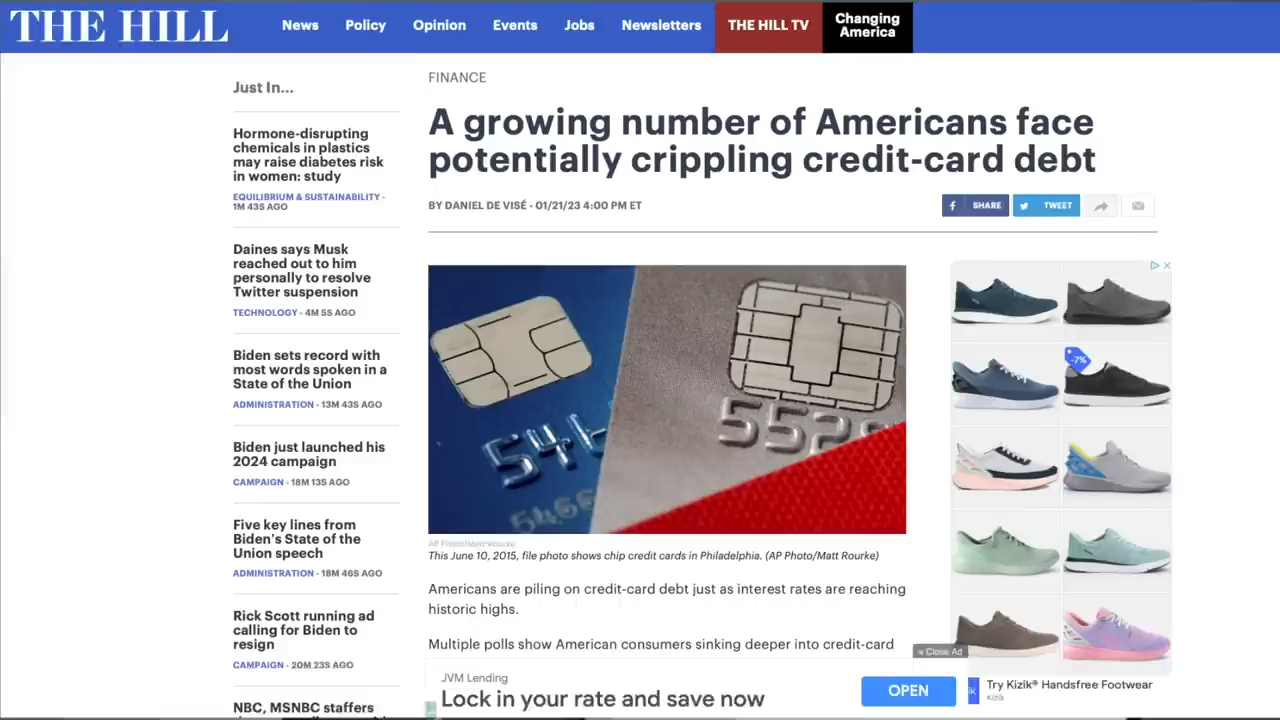 THE HILL
News Policy Opinion Events Jobs Newsletters THE HILL TV Changing
America
Just In...
Hormone-disrupting
chemicals in plastics
may raise diabetes risk
in women: study
EQUILIBRIUM & SUSTAINABILITY -
1M 43S AGO
Daines says Musk
reached out to him
personally to resolve
Twitter suspension
TECHNOLOGY - 4M 5S AGO
Biden sets record with
most words spoken in a
State of the Union
ADMINISTRATION - 13M 43S AGO
Biden just launched his
2024 campaign
CAMPAIGN - 18M 13S AGO
Five key lines from
Biden's State of the
Union speech
ADMINISTRATION - 18M 46S AGO
Rick Scott running ad
calling for Biden to
resign
CAMPAIGN - 20M 23S AGO
NBC, MSNBC staffers
FINANCE
A growing number of Americans face
potentially crippling credit-card debt
BY DANIEL DE VISÉ - 01/21/23 4:00 PM ET
SHARE TWEET
546
5466
552
AP Photo/Matt Rourke
This June 10, 2015, file photo shows chip credit cards in Philadelphia. (AP Photo/Matt Rourke)
Americans are piling on credit-card debt just as interest rates are reaching
historic highs.
Multiple polls show American consumers sinking deeper into credit-card
-7%
× Close Ad
JVM Lending
Lock in your rate and save now
OPEN
Try Kizik® Handsfree Footwear
Kizik